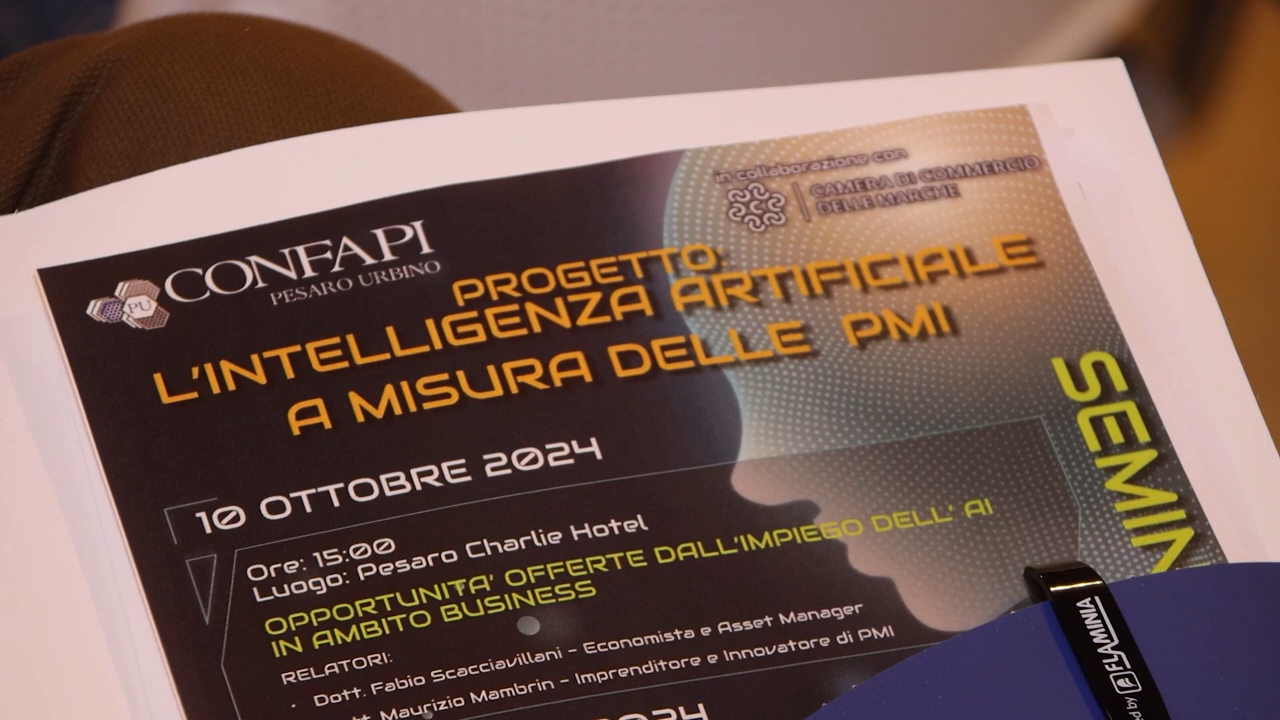 in collaborazione con
CAMERA DI COMMERCIO
DELLE MARCHE
PU
CONFAPI
PESARO URBINO
PROGETTO:
L'INTELLIGENZA ARTIFICIALE
A MISURA DELLE PMI
SEMIN
10 OTTOBRE 2024
Ore: 15:00
Luogo: Pesaro Charlie Hotel
OPPORTUNITA' OFFERTE DALL'IMPIEGO DELL' AI
IN AMBITO BUSINESS
RELATORI:
• Dott. Fabio Scacciavillani - Economista e Asset Manager
Maurizio Mambrin - Imprenditore e Innovatore di PMI
2024
by FLAMINIA